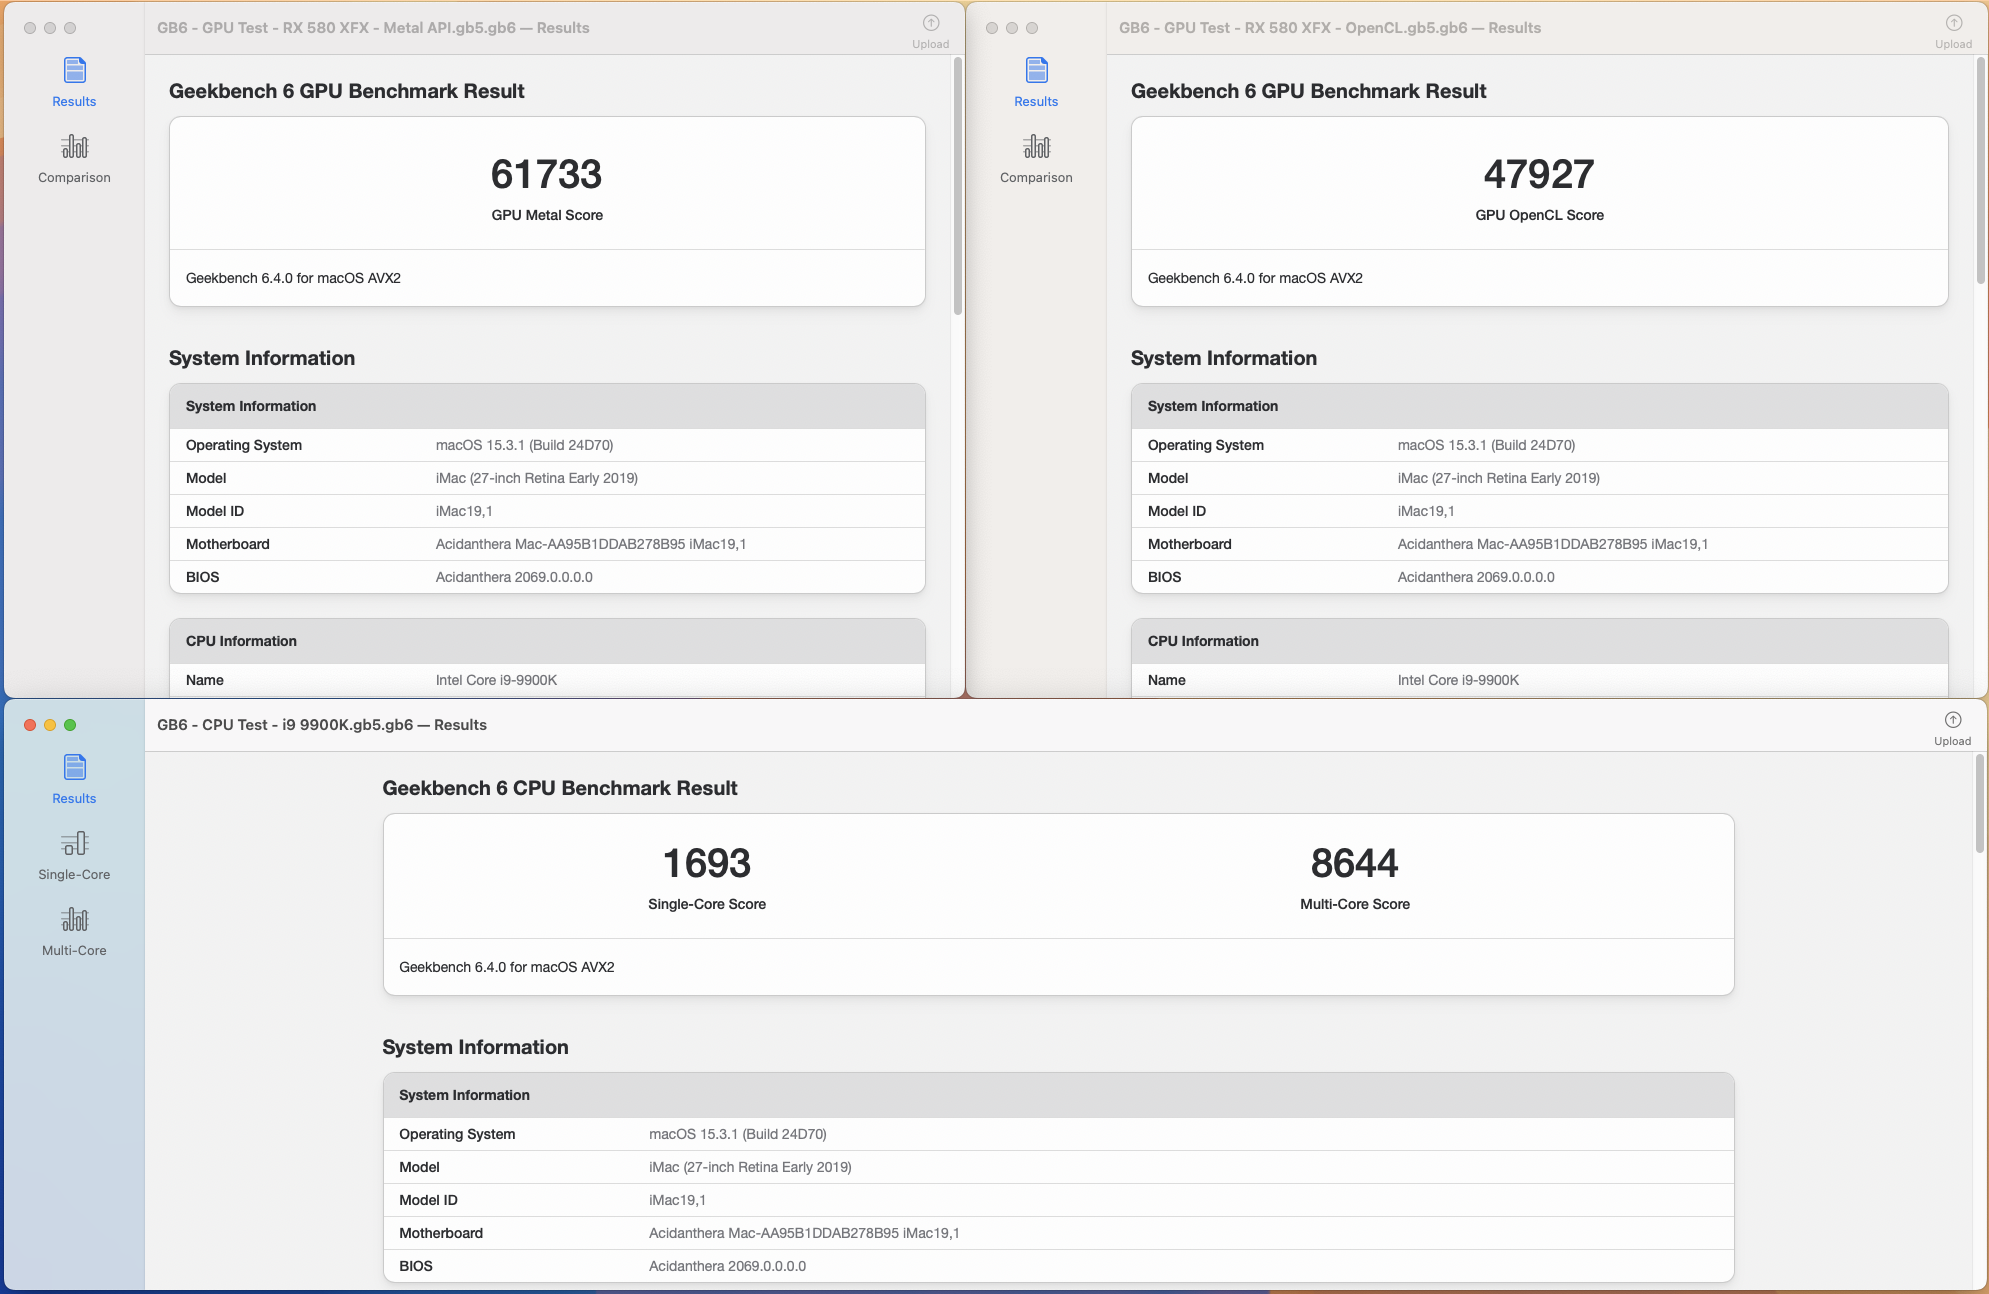 GB6 - GPU Test - RX 580 XFX - Metal API.gb5.gb6 — Results
Upload
Results
Comparison
Geekbench 6 GPU Benchmark Result
61733
GPU Metal Score
Geekbench 6.4.0 for macOS AVX2
System Information
System Information
Operating System macOS 15.3.1 (Build 24D70)
Model iMac (27-inch Retina Early 2019)
Model ID iMac19,1
Motherboard Acidanthera Mac-AA95B1DDAB278B95 iMac19,1
BIOS Acidanthera 2069.0.0.0.0
CPU Information
Name Intel Core i9-9900K
GB6 - GPU Test - RX 580 XFX - OpenCL.gb5.gb6 — Results
Upload
Results
Comparison
Geekbench 6 GPU Benchmark Result
47927
GPU OpenCL Score
Geekbench 6.4.0 for macOS AVX2
System Information
System Information
Operating System macOS 15.3.1 (Build 24D70)
Model iMac (27-inch Retina Early 2019)
Model ID iMac19,1
Motherboard Acidanthera Mac-AA95B1DDAB278B95 iMac19,1
BIOS Acidanthera 2069.0.0.0.0
CPU Information
Name Intel Core i9-9900K
GB6 - CPU Test - i9 9900K.gb5.gb6 — Results
Upload
Results
Single-Core
Multi-Core
Geekbench 6 CPU Benchmark Result
1693 8644
Single-Core Score Multi-Core Score
Geekbench 6.4.0 for macOS AVX2
System Information
System Information
Operating System macOS 15.3.1 (Build 24D70)
Model iMac (27-inch Retina Early 2019)
Model ID iMac19,1
Motherboard Acidanthera Mac-AA95B1DDAB278B95 iMac19,1
BIOS Acidanthera 2069.0.0.0.0